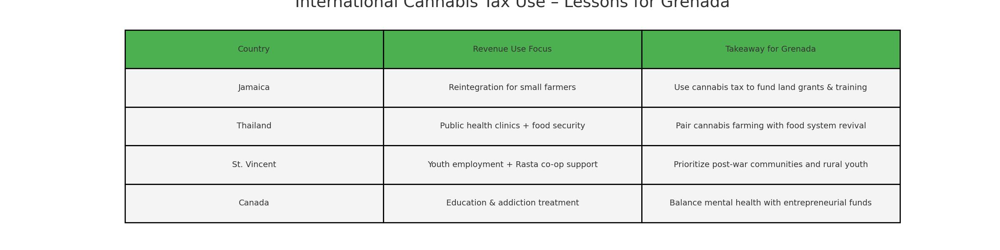 International Cannabis Tax Use – Lessons for Grenada
Country Revenue Use Focus Takeaway for Grenada
Jamaica Reintegration for small farmers Use cannabis tax to fund land grants & training
Thailand Public health clinics + food security Pair cannabis farming with food system revival
St. Vincent Youth employment + Rasta co-op support Prioritize post-war communities and rural youth
Canada Education & addiction treatment Balance mental health with entrepreneurial funds